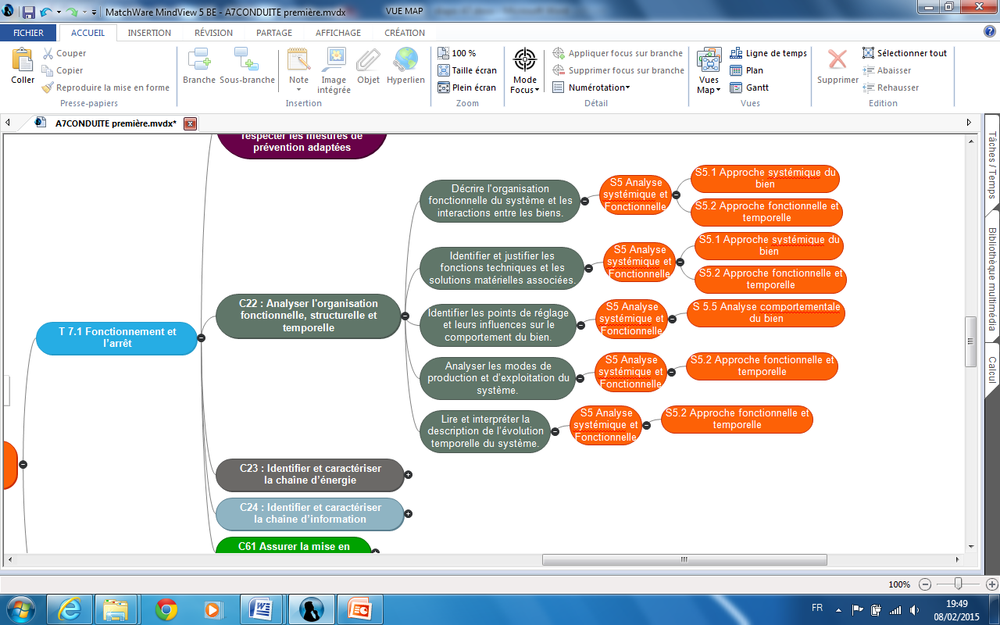 MatchWare MindView 5 BE - A7CONDUITE première.mvdx
VUE MAP
FICHIER ACCUEIL INSERTION RÉVISION PARTAGE AFFICHAGE CRÉATION
Coller
Couper
Copier
Reproduire la mise en forme
Presse-papiers
Branche
Sous-branche
Note
Image
intégrée
Objet
Hyperlien
Insertion
100 %
Taille écran
Plein écran
Zoom
Mode
Focus
Appliquer focus sur branche
Supprimer focus sur branche
Numérotation
Détail
Vues
Map
Ligne de temps
Plan
Gantt
Vues
Supprimer
Sélectionner tout
Abaisser
Rehausser
Edition
A7CONDUITE première.mvdx*
respecter les mesures de
prévention adaptées
T 7.1 Fonctionnement et
l’arrêt
C22 : Analyser l'organisation
fonctionnelle, structurelle et
temporelle
Décrire l'organisation
fonctionnelle du système et les
interactions entre les biens.
S5 Analyse
systémique et
Fonctionnelle
S5.1 Approche systémique du
bien
S5.2 Approche fonctionnelle et
temporelle
Identifier et justifier les
fonctions techniques et les
solutions matérielles associées.
S5 Analyse
systémique et
Fonctionnelle
S5.1 Approche systémique du
bien
S5.2 Approche fonctionnelle et
temporelle
Identifier les points de réglage
et leurs influences sur le
comportement du bien.
S5 Analyse
systémique et
Fonctionnelle
S 5.5 Analyse comportementale
du bien
Analyser les modes de
production et d’exploitation du
système.
S5 Analyse
systémique et
Fonctionnelle
S5.2 Approche fonctionnelle et
temporelle
Lire et interpréter la
description de l’évolution
temporelle du système.
S5 Analyse
systémique et
Fonctionnelle
S5.2 Approche fonctionnelle et
temporelle
C23 : Identifier et caractériser
la chaîne d’énergie
C24 : Identifier et caractériser
la chaîne d’information
C61 Assurer la mise en
Tâches / Temps
Bibliothèque multimédia
Calcul
100%
FR
19:49
08/02/2015